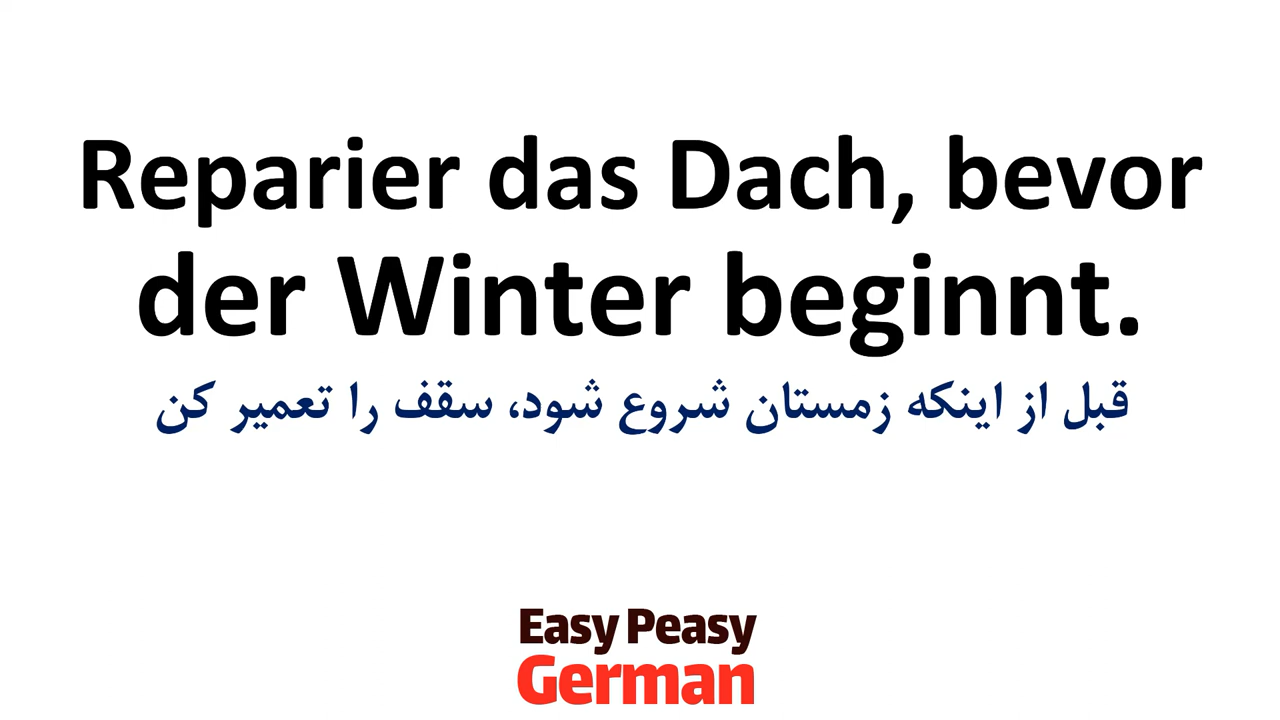 Reparier das Dach, bevor
der Winter beginnt.
قبل از اینکه زمستان شروع شود، سقف را تعمیر کن
Easy Peasy
German